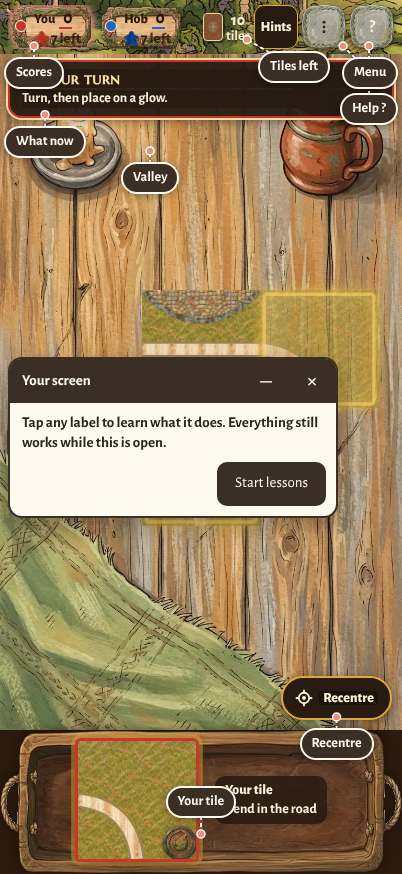 You 0
7 left
Hob 0
7 left
10
tiles
Hints
?
Scores
Tiles left
Menu
YOUR TURN
Turn, then place on a glow.
Help ?
What now
Valley
Your screen
Tap any label to learn what it does. Everything still
works while this is open.
Start lessons
Recentre
Recentre
Your tile
Your tile
bend in the road